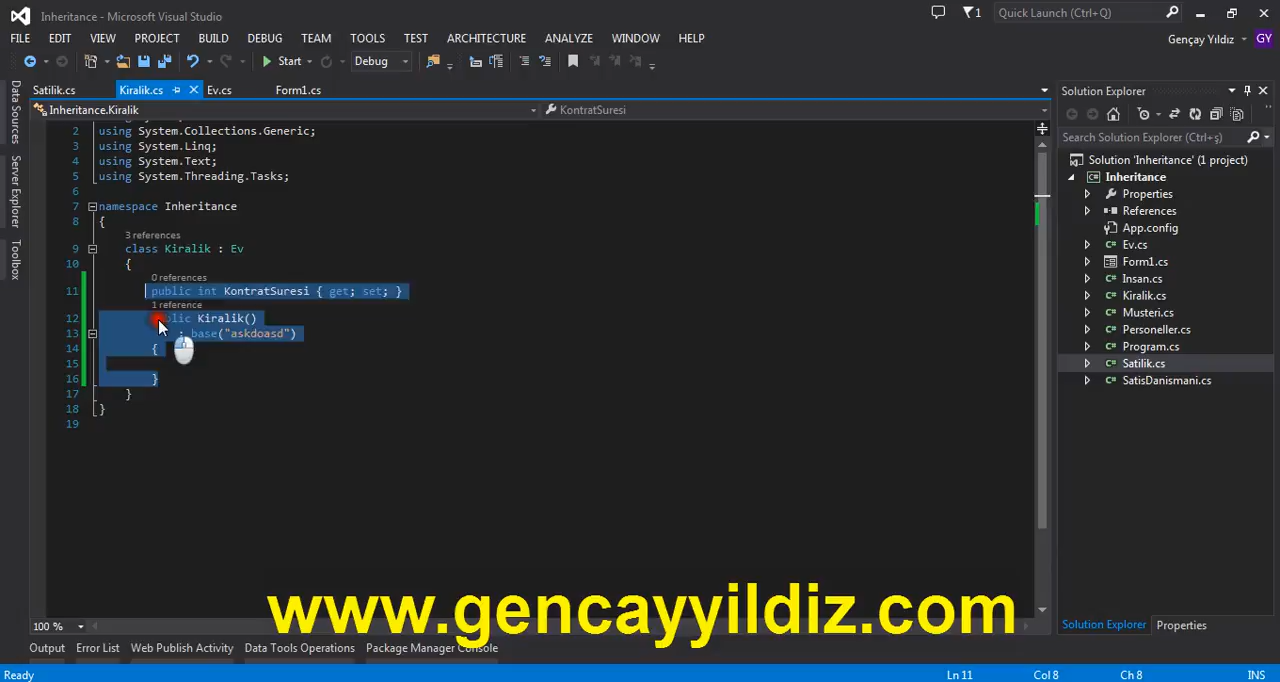 Inheritance - Microsoft Visual Studio
1
Quick Launch (Ctrl+Q)
FILE EDIT VIEW PROJECT BUILD DEBUG TEAM TOOLS TEST ARCHITECTURE ANALYZE WINDOW HELP
Gençay Yıldız GY
Start Debug
Satilik.cs Kiralik.cs Ev.cs Form1.cs
Inheritance.Kiralik KontratSuresi
2 using System.Collections.Generic;
3 using System.Linq;
4 using System.Text;
5 using System.Threading.Tasks;
6
7 namespace Inheritance
8 {
3 references
9 class Kiralik : Ev
10 {
0 references
11 public int KontratSuresi { get; set; }
1 reference
12 lic Kiralik()
13 : base("askdoasd")
14 {
15
16 }
17 }
18 }
19
100 %
Data Sources
Server Explorer
Toolbox
Solution Explorer
Search Solution Explorer (Ctrl+ş)
Solution 'Inheritance' (1 project)
Inheritance
Properties
References
App.config
Ev.cs
Form1.cs
Insan.cs
Kiralik.cs
Musteri.cs
Personeller.cs
Program.cs
Satilik.cs
SatisDanismani.cs
Solution Explorer Properties
www.gencayyildiz.com
Output Error List Web Publish Activity Data Tools Operations Package Manager Console
Ready Ln 11 Col 8 Ch 8 INS